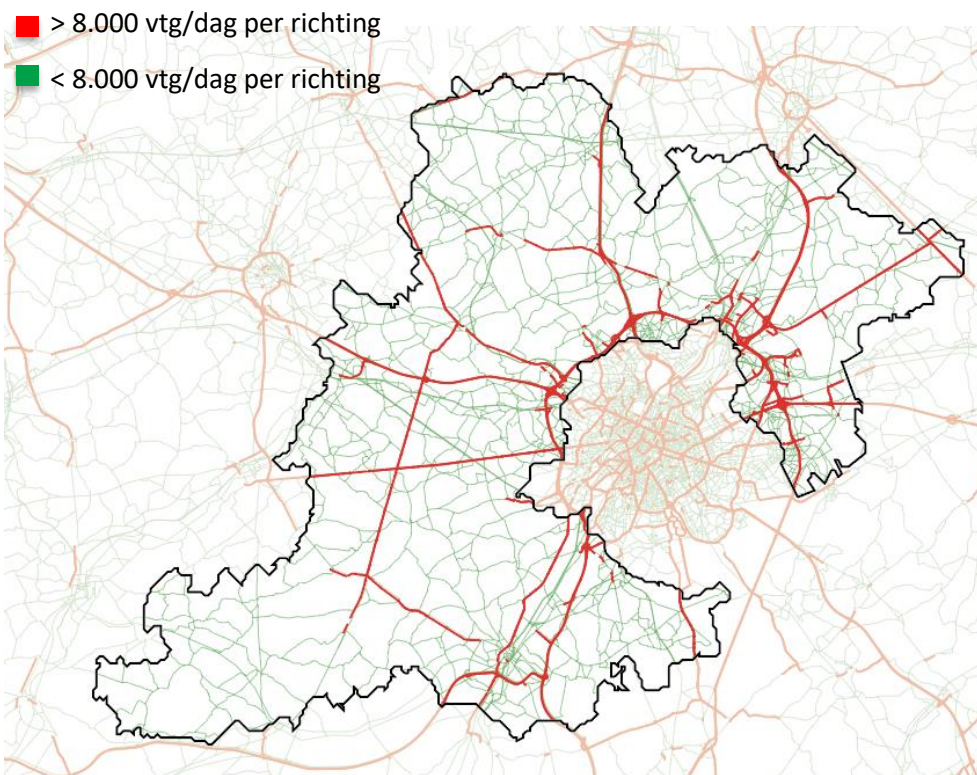 > 8.000 vtg/dag per richting
< 8.000 vtg/dag per richting